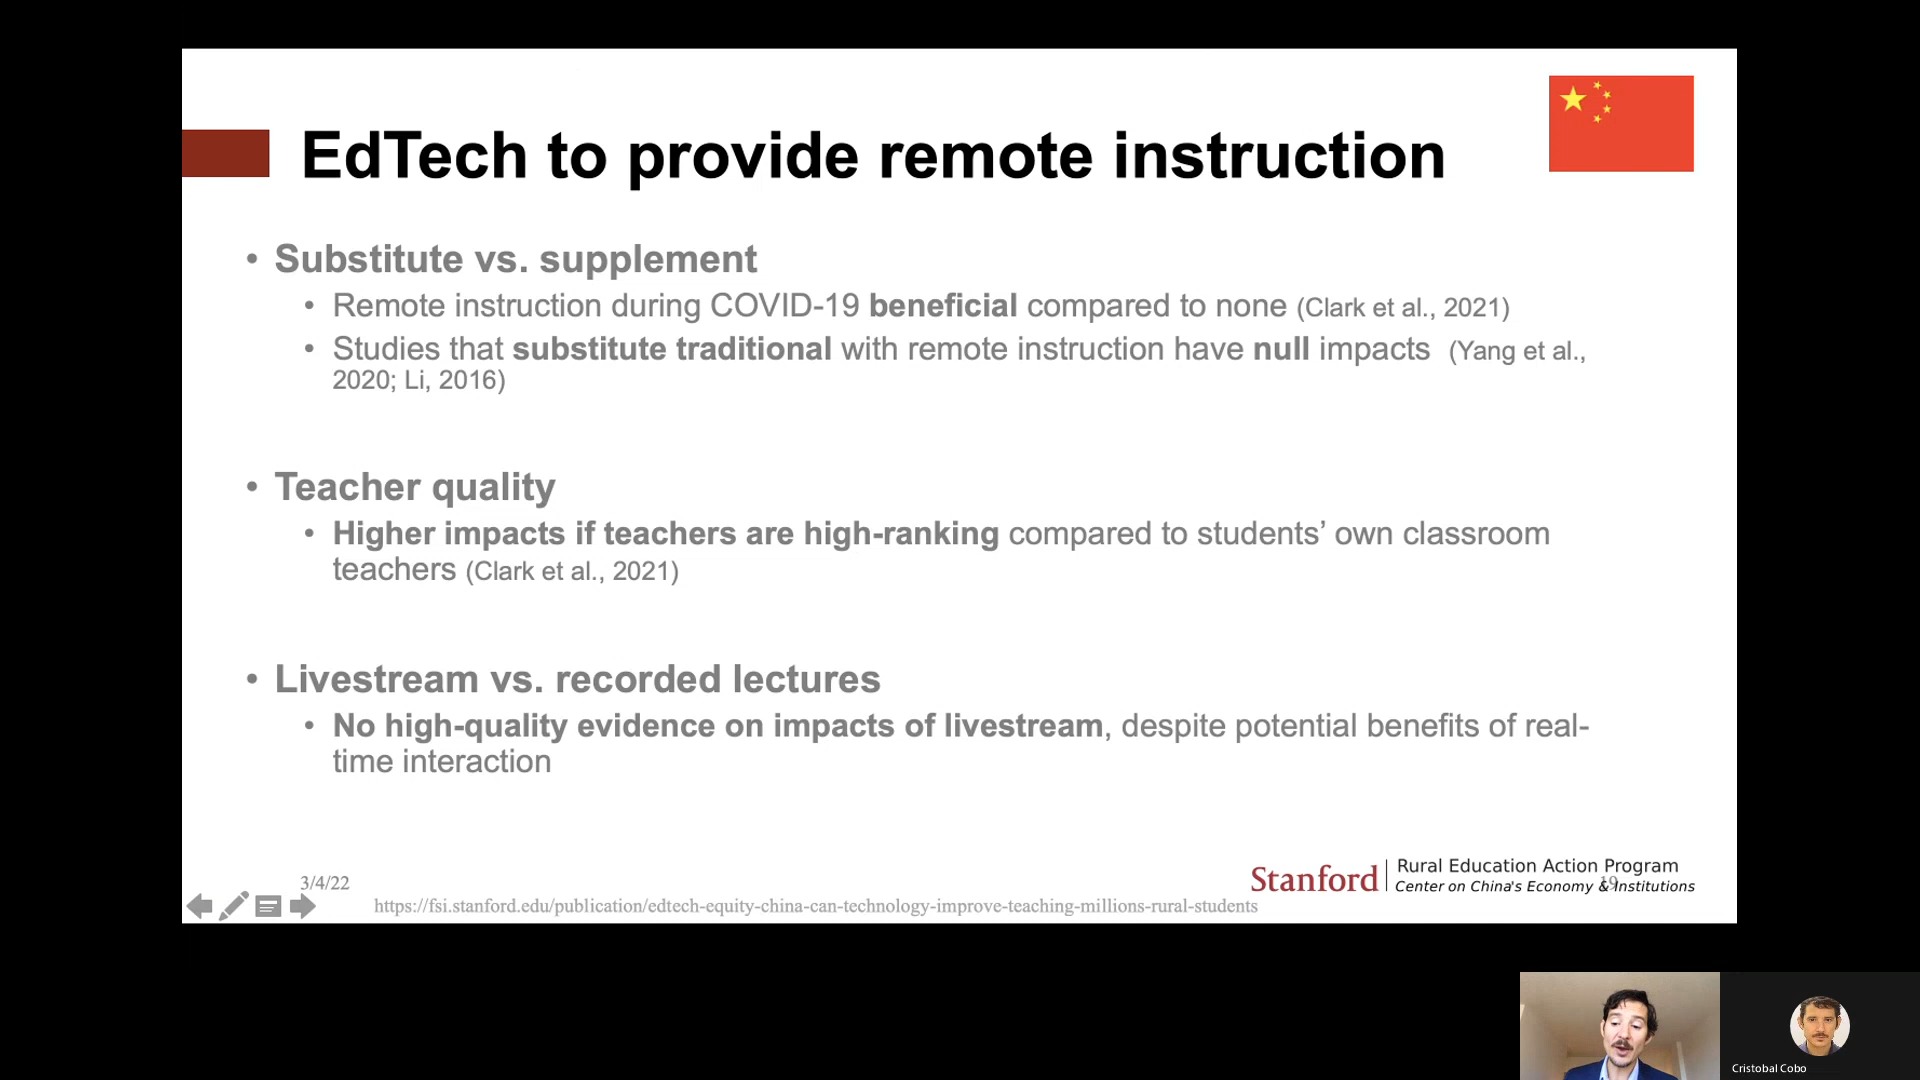 EdTech to provide remote instruction
• Substitute vs. supplement
• Remote instruction during COVID-19 beneficial compared to none (Clark et al., 2021)
• Studies that substitute traditional with remote instruction have null impacts (Yang et al.,
2020; Li, 2016)
• Teacher quality
• Higher impacts if teachers are high-ranking compared to students’ own classroom
teachers (Clark et al., 2021)
• Livestream vs. recorded lectures
• No high-quality evidence on impacts of livestream, despite potential benefits of real-
time interaction
3/4/22
Stanford
Rural Education Action Program
Center on China's Economy & Institutions
19
https://fsi.stanford.edu/publication/edtech-equity-china-can-technology-improve-teaching-millions-rural-students
Cristobal Cobo